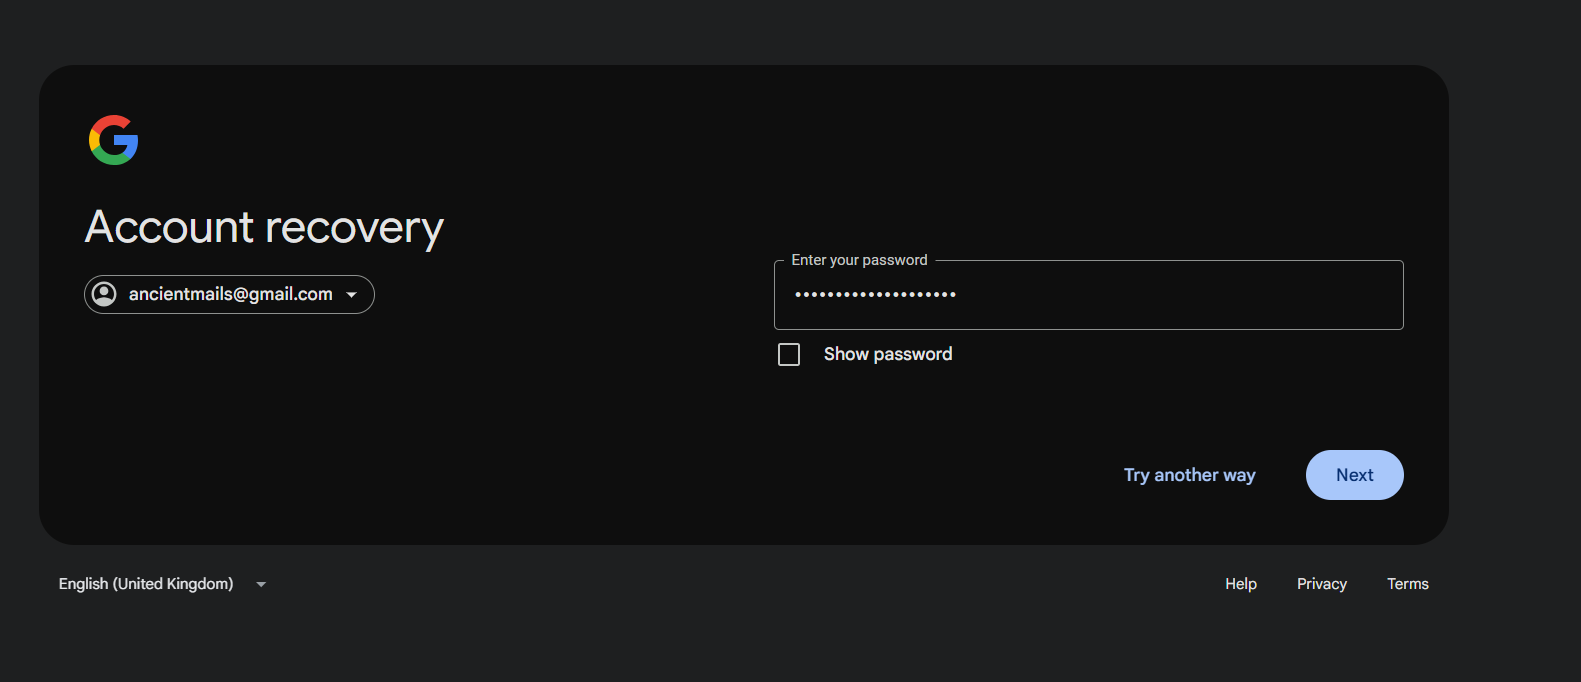 Account recovery
ancientmails@gmail.com
Enter your password
••••••••••••••••••••
Show password
Try another way
Next
English (United Kingdom)
Help
Privacy
Terms